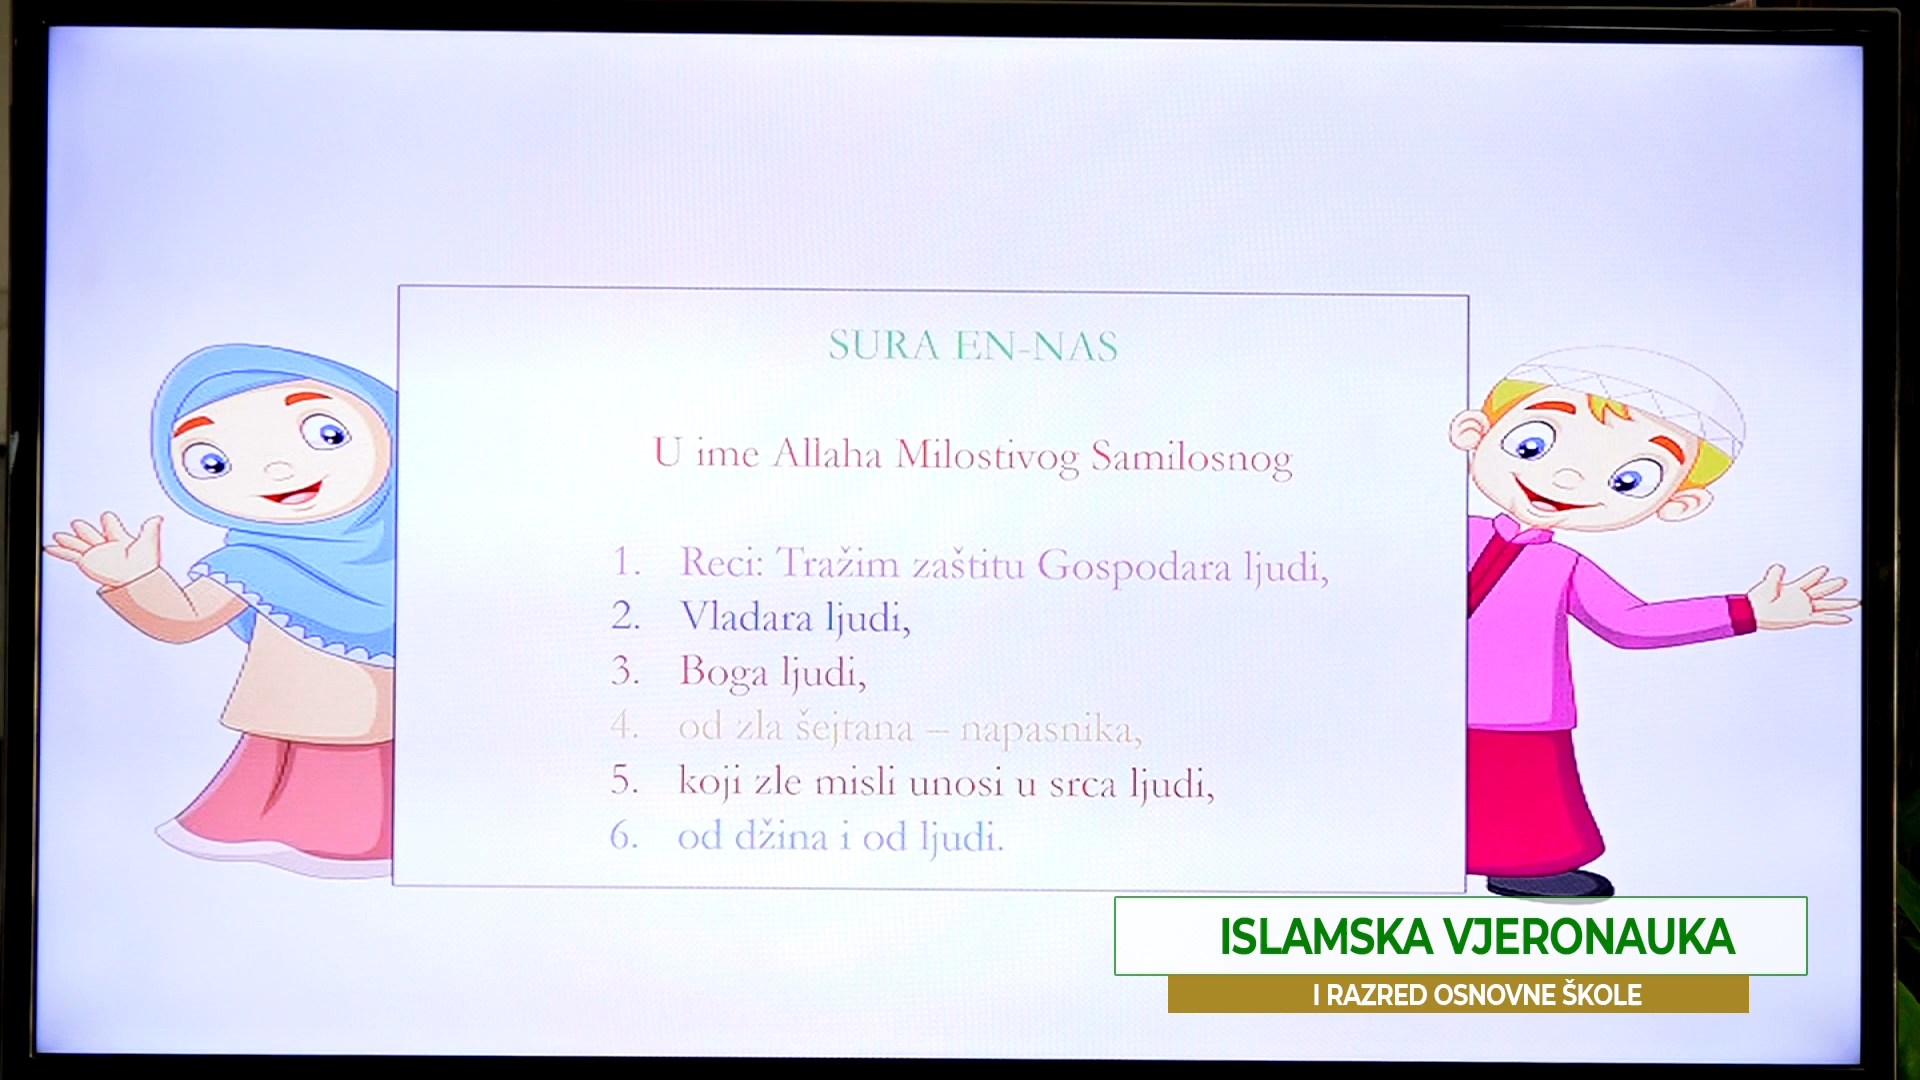 SURA EN-NAS
U ime Allaha Milostivog Samilosnog
1. Reci: Tražim zaštitu Gospodara ljudi,
2. Vladara ljudi,
3. Boga ljudi,
4. od zla šejtana – napasnika,
5. koji zle misli unosi u srca ljudi,
6. od džina i od ljudi.
ISLAMSKA VJERONAUKA
I RAZRED OSNOVNE ŠKOLE